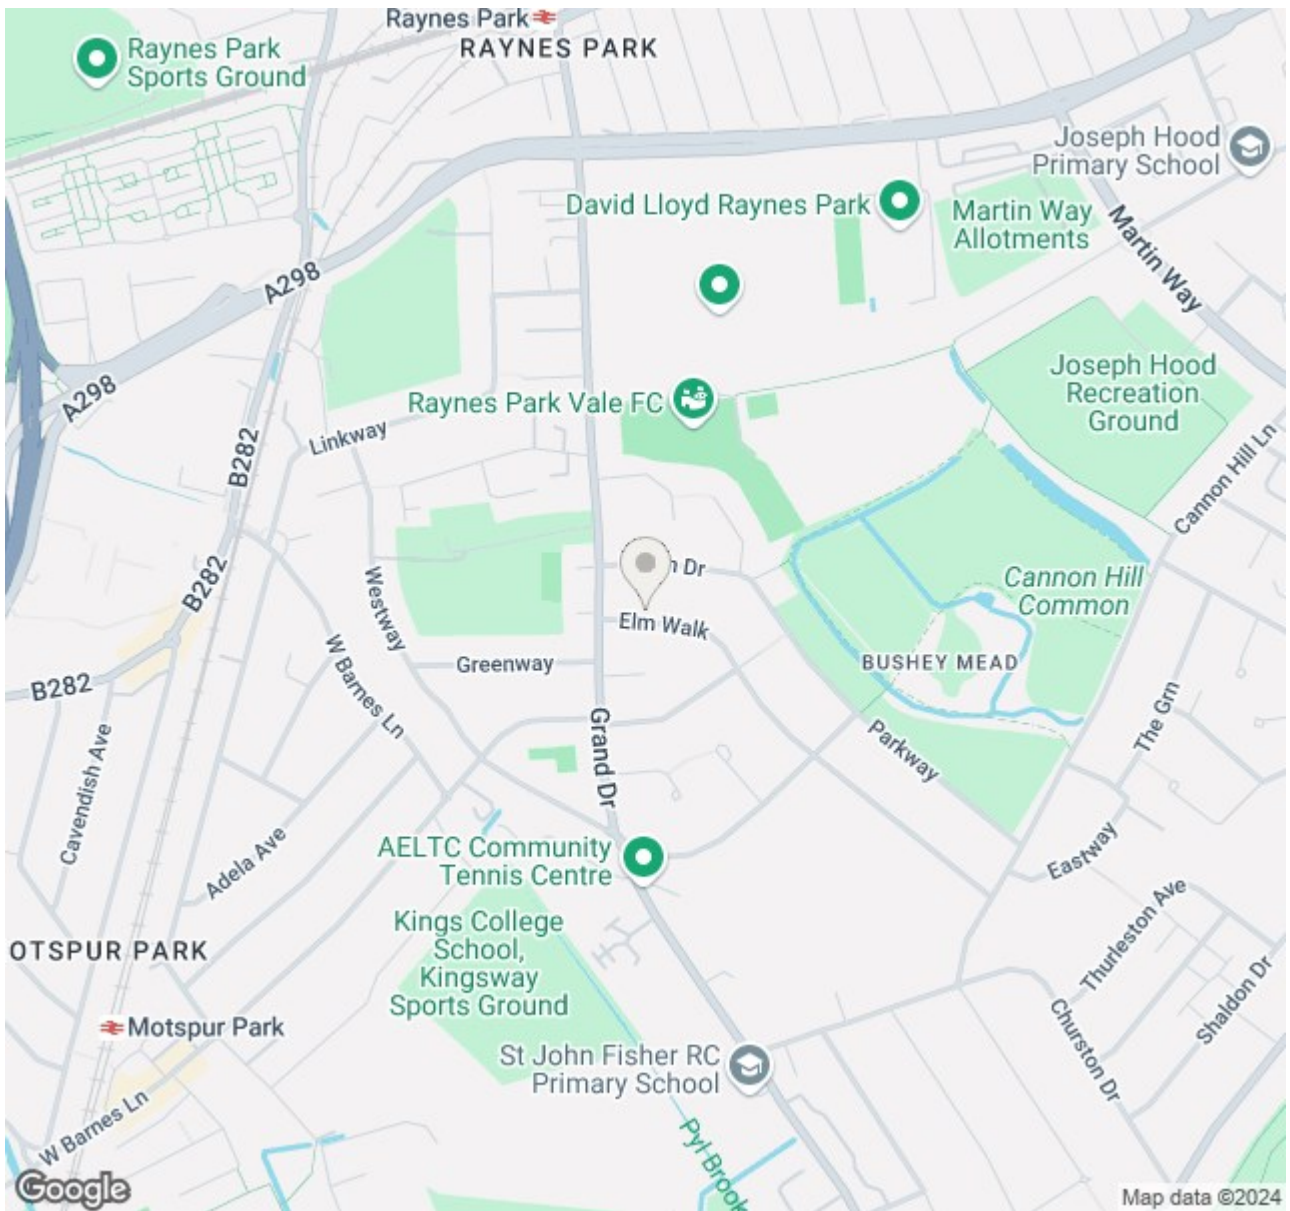 Raynes Park
RAYNES PARK
Raynes Park
Sports Ground
Joseph Hood
Primary School
David Lloyd Raynes Park
Martin Way
Allotments
Martin Way
A298
A298
Joseph Hood
Recreation
Ground
Raynes Park Vale FC
Linkway
B282
Cannon Hill Ln
B282
Westway
Dr
Cannon Hill
Common
Elm Walk
W Barnes Ln
Greenway
BUSHEY MEAD
B282
Grand Dr
The Grn
Parkway
Cavendish Ave
Adela Ave
AELTC Community
Tennis Centre
Eastway
Kings College
School,
Kingsway
Sports Ground
OTSPUR PARK
Thurleston Ave
Shaldon Dr
Motspur Park
Churston Dr
St John Fisher RC
Primary School
W Barnes Ln
Pyl Brook
Google
Map data ©2024